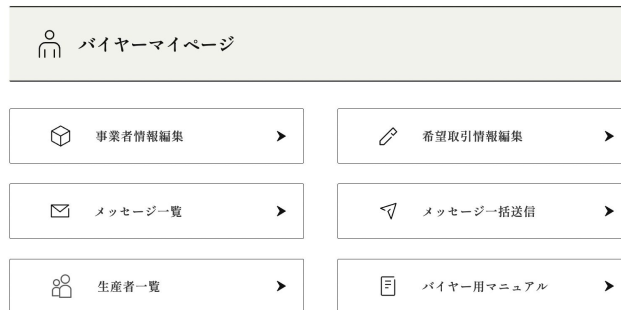 バイヤーマイページ
事業者情報編集
希望取引情報編集
メッセージ一覧
メッセージ一括送信
生産者一覧
バイヤー用マニュアル